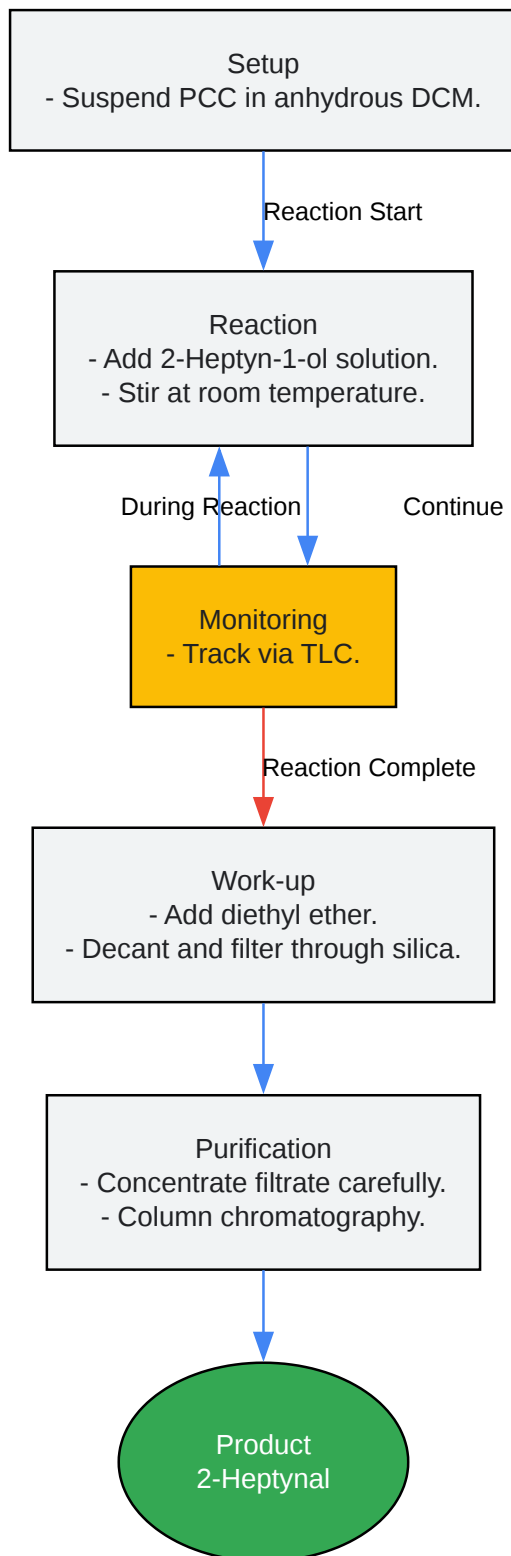 Setup
- Suspend PCC in anhydrous DCM.
Reaction Start
Reaction
- Add 2-Heptyn-1-ol solution.
- Stir at room temperature.
During Reaction
Continue
Monitoring
- Track via TLC.
Reaction Complete
Work-up
- Add diethyl ether.
- Decant and filter through silica.
Purification
- Concentrate filtrate carefully.
- Column chromatography.
Product
2-Heptynal